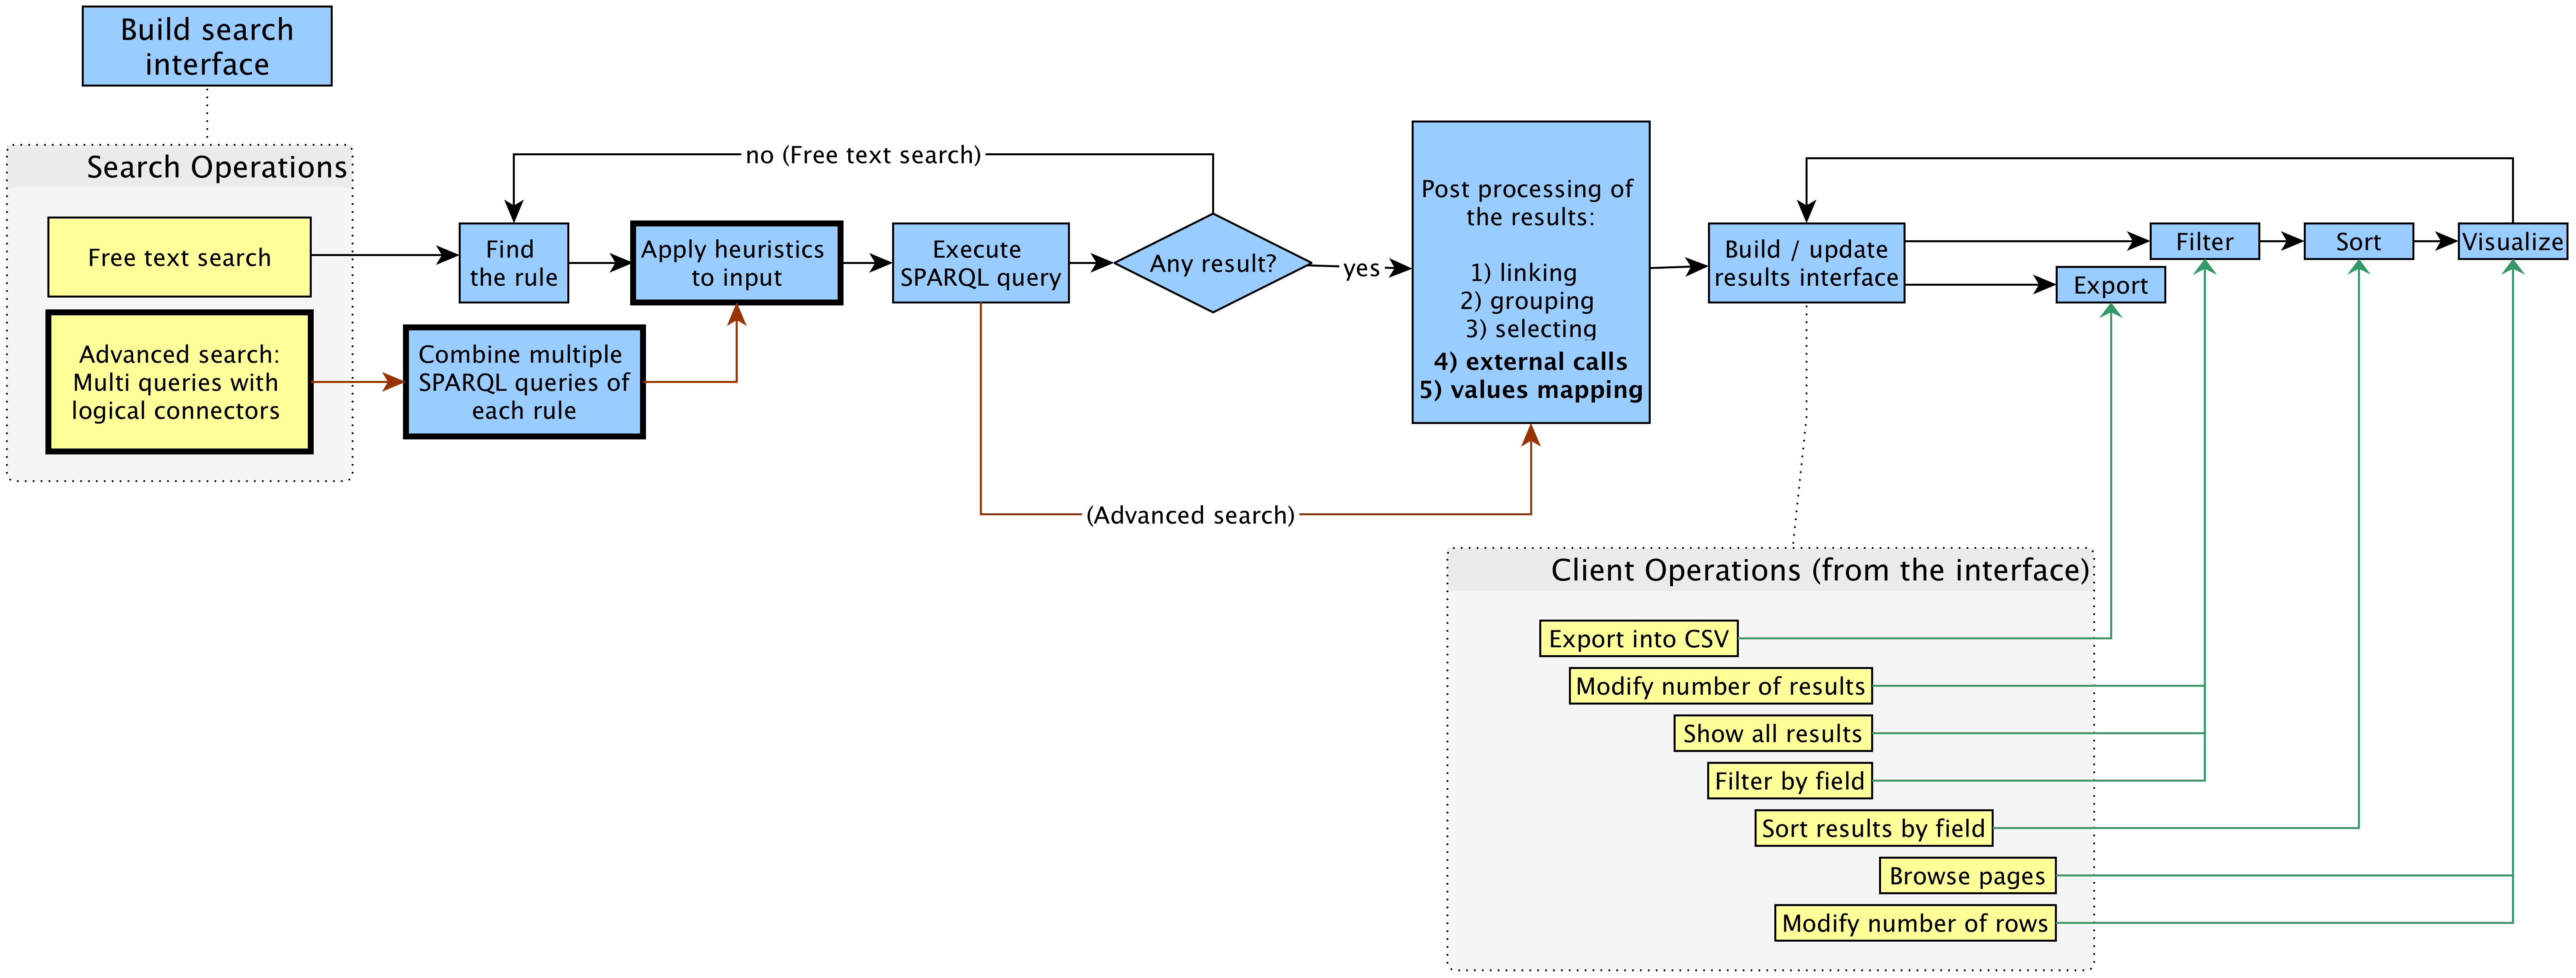 Build search
interface
Search Operations
Free text search
Advanced search:
Multi queries with
logical connectors
Find
the rule
Combine multiple
SPARQL queries of
each rule
Apply heuristics
to input
Execute
SPARQL query
no (Free text search)
Any result?
yes
(Advanced search)
Post processing of
the results:
1) linking
2) grouping
3) selecting
4) external calls
5) values mapping
Build / update
results interface
Filter
Sort
Visualize
Export
Client Operations (from the interface)
Export into CSV
Modify number of results
Show all results
Filter by field
Sort results by field
Browse pages
Modify number of rows